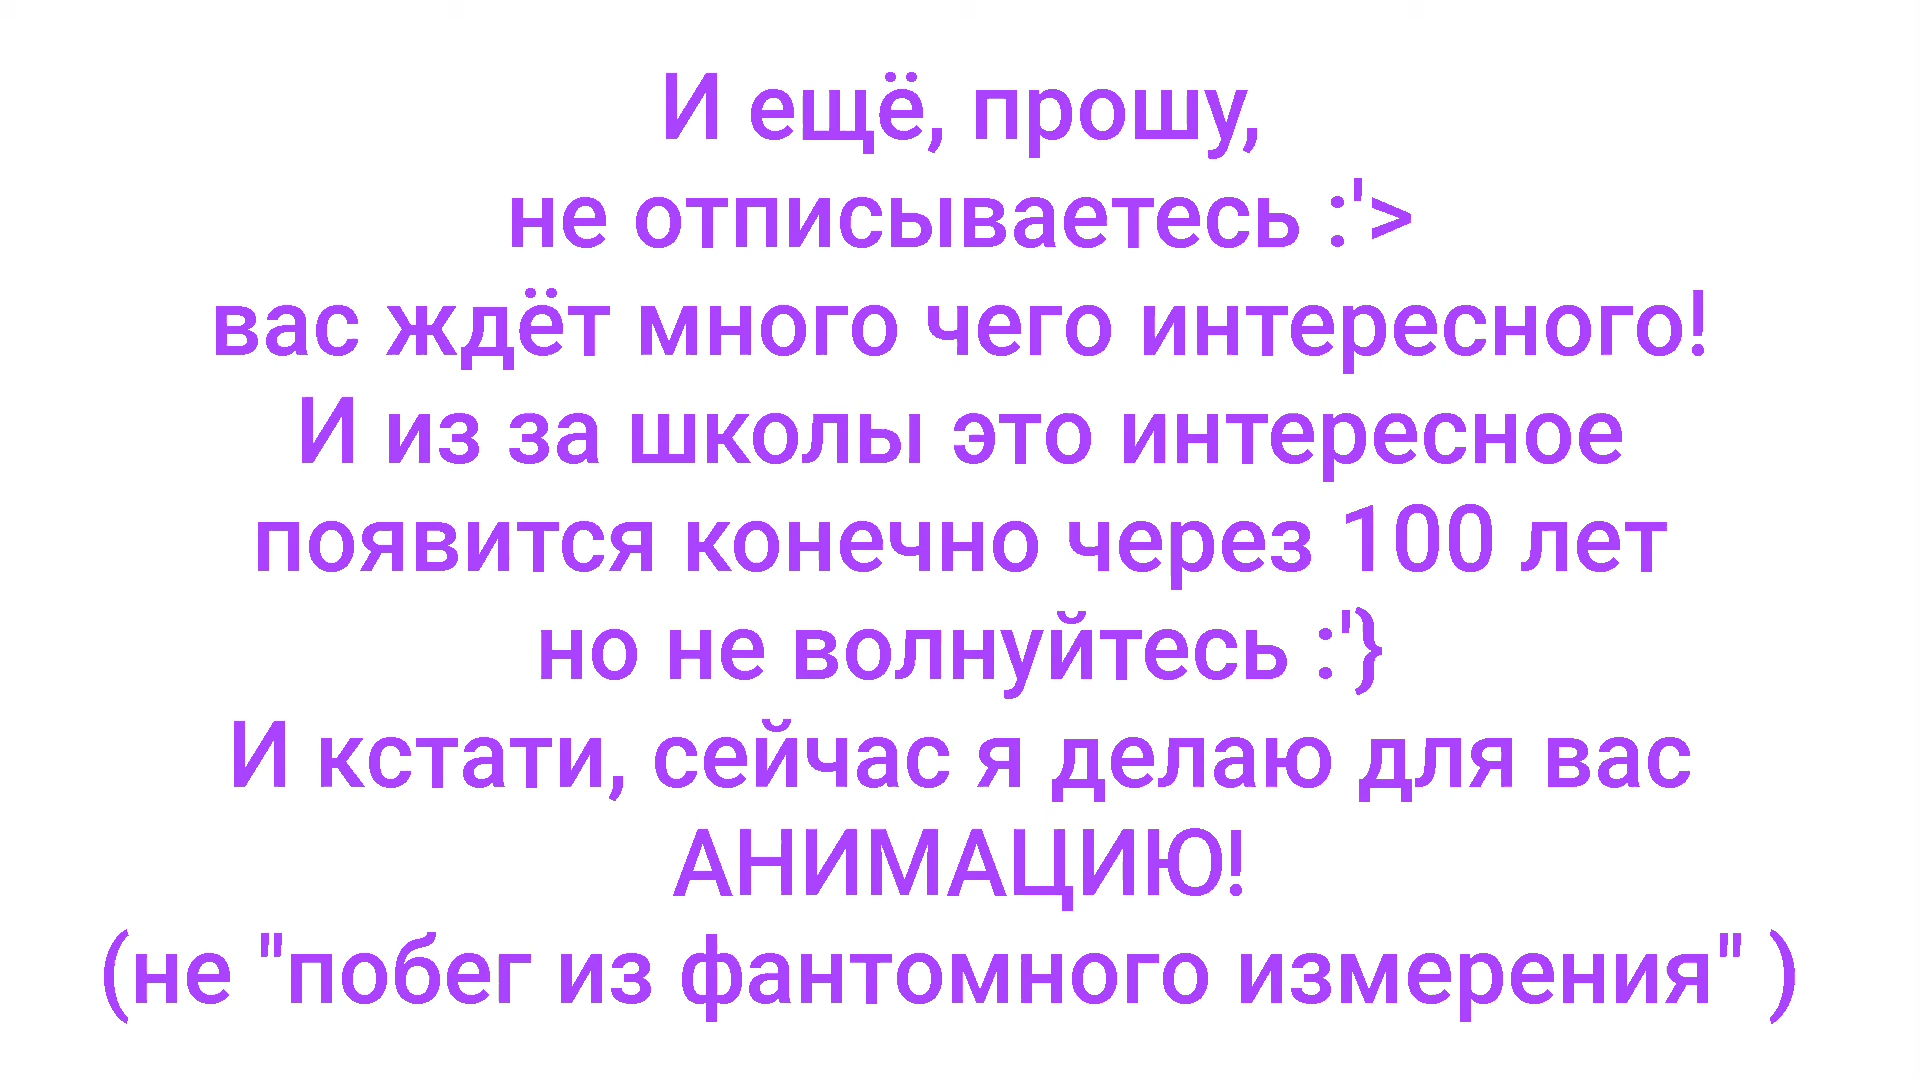 И ещё, прошу,
не отписываетесь :'>
вас ждёт много чего интересного!
И из за школы это интересное
появится конечно через 100 лет
но не волнуйтесь :'}
И кстати, сейчас я делаю для вас
АНИМАЦИЮ!
(не "побег из фантомного измерения" )